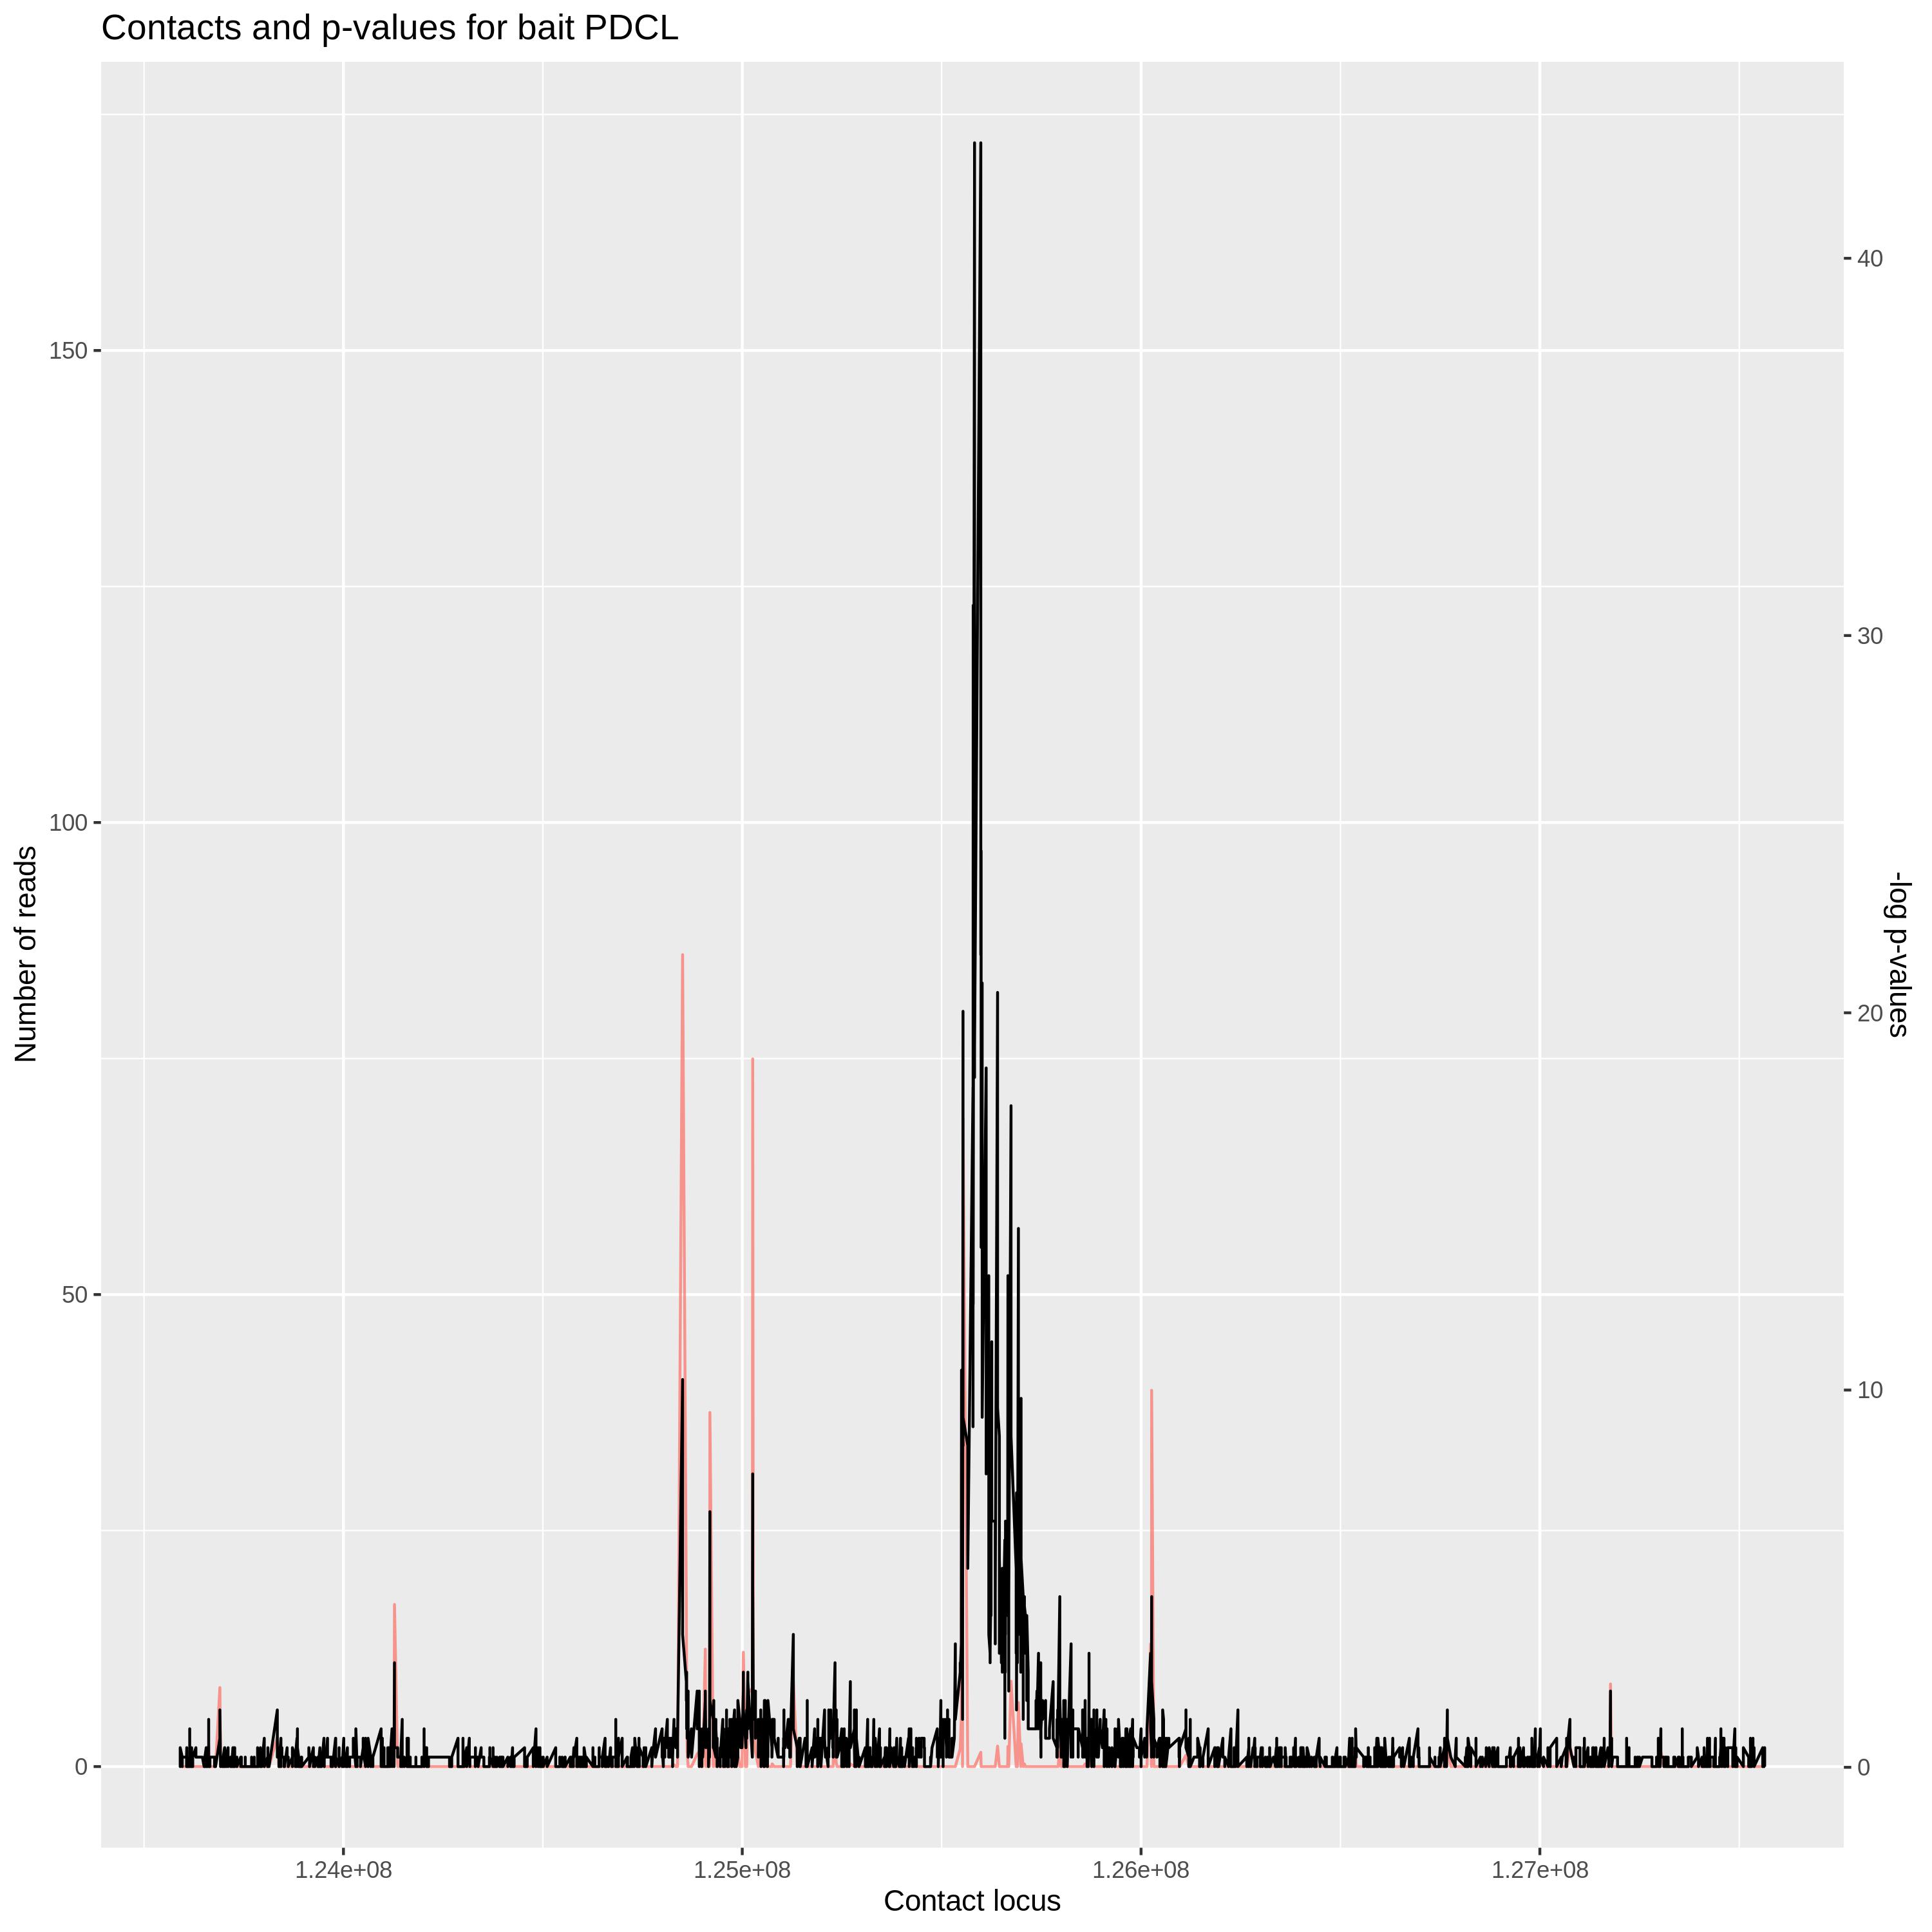 Contacts and p-values for bait PDCL
150
100
50
0
40
30
20
10
0
Number of reads
-log p-values
1.24e+08
1.25e+08
1.26e+08
1.27e+08
Contact locus